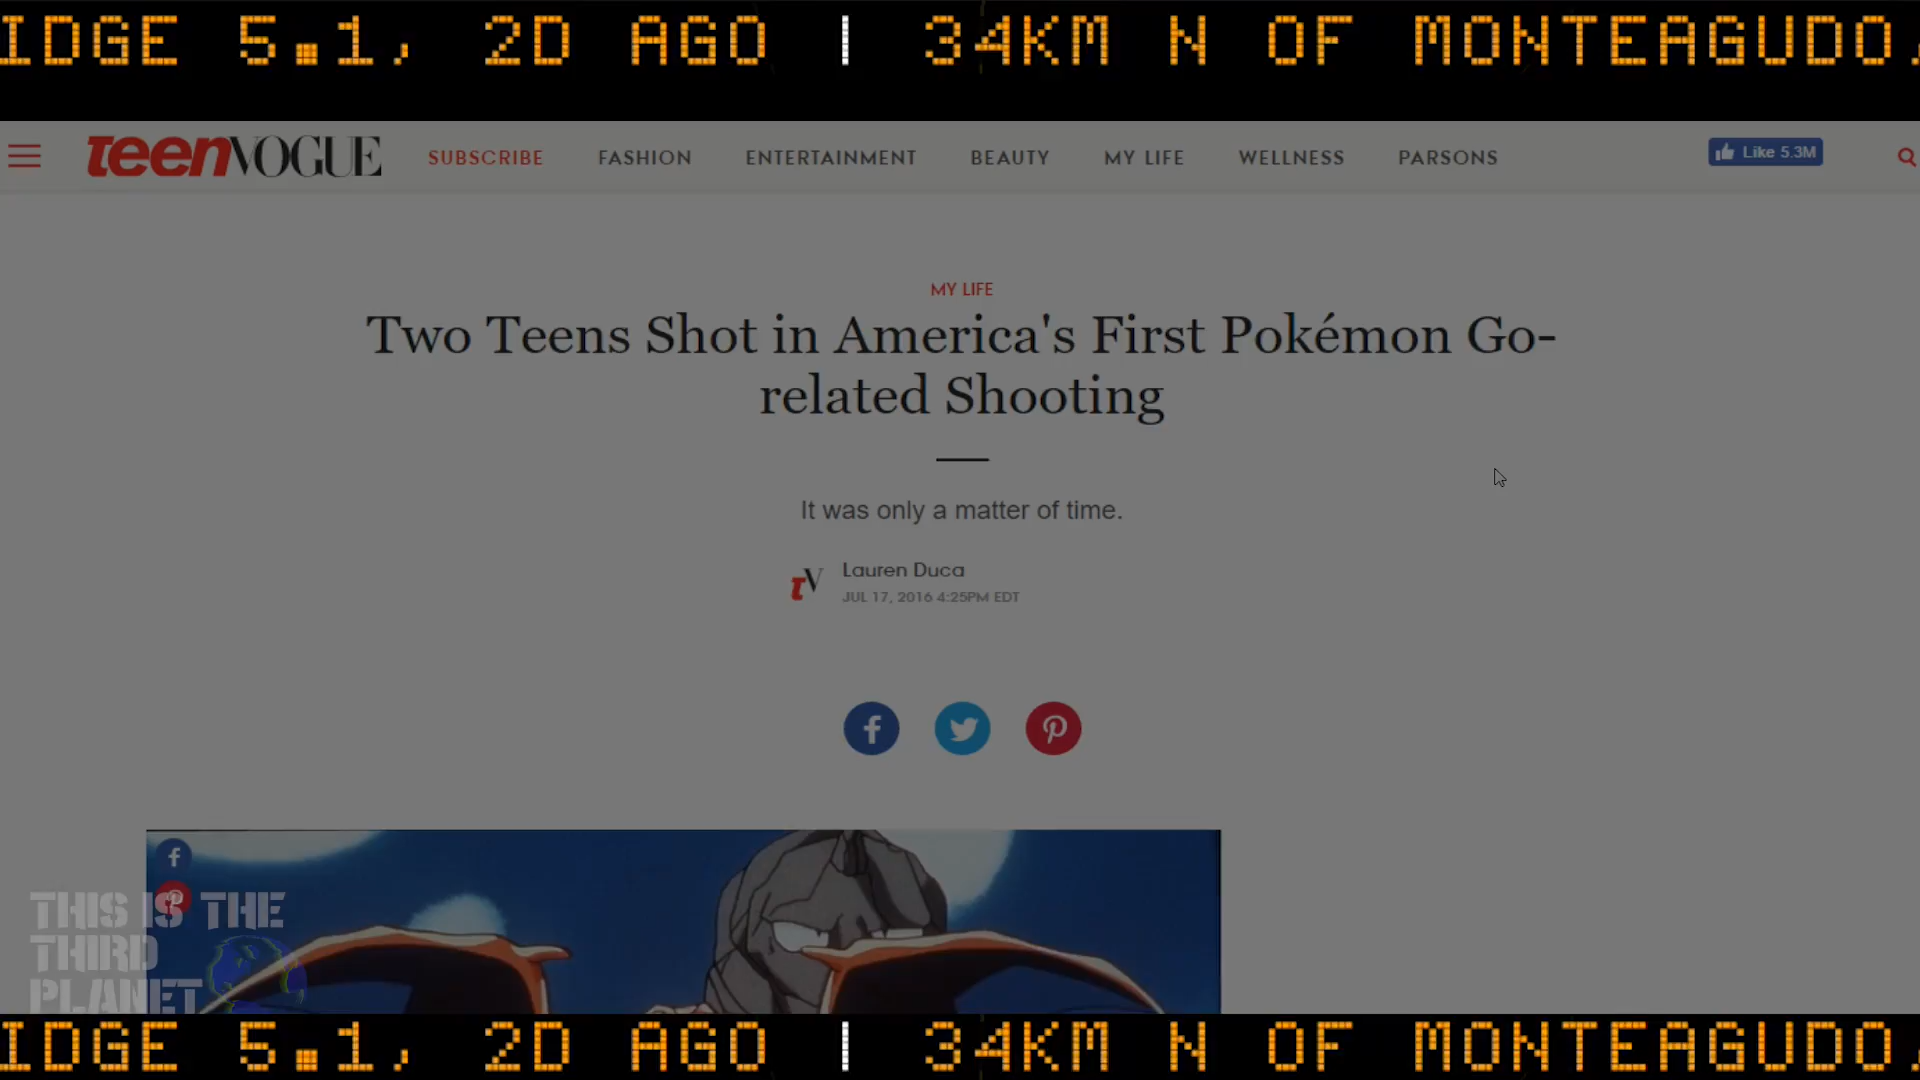 IDGE 5.1, 2D AGO | 34KM N OF MONTEAGUDO,
teenVOGUE SUBSCRIBE FASHION ENTERTAINMENT BEAUTY MY LIFE WELLNESS PARSONS Like 5.3M
MY LIFE
Two Teens Shot in America's First Pokémon Go-
related Shooting
It was only a matter of time.
tV Lauren Duca
JUL 17, 2016 4:25PM EDT
THIS IS THE
THIRD
PLANET
IDGE 5.1, 2D AGO | 34KM N OF MONTEAGUDO,